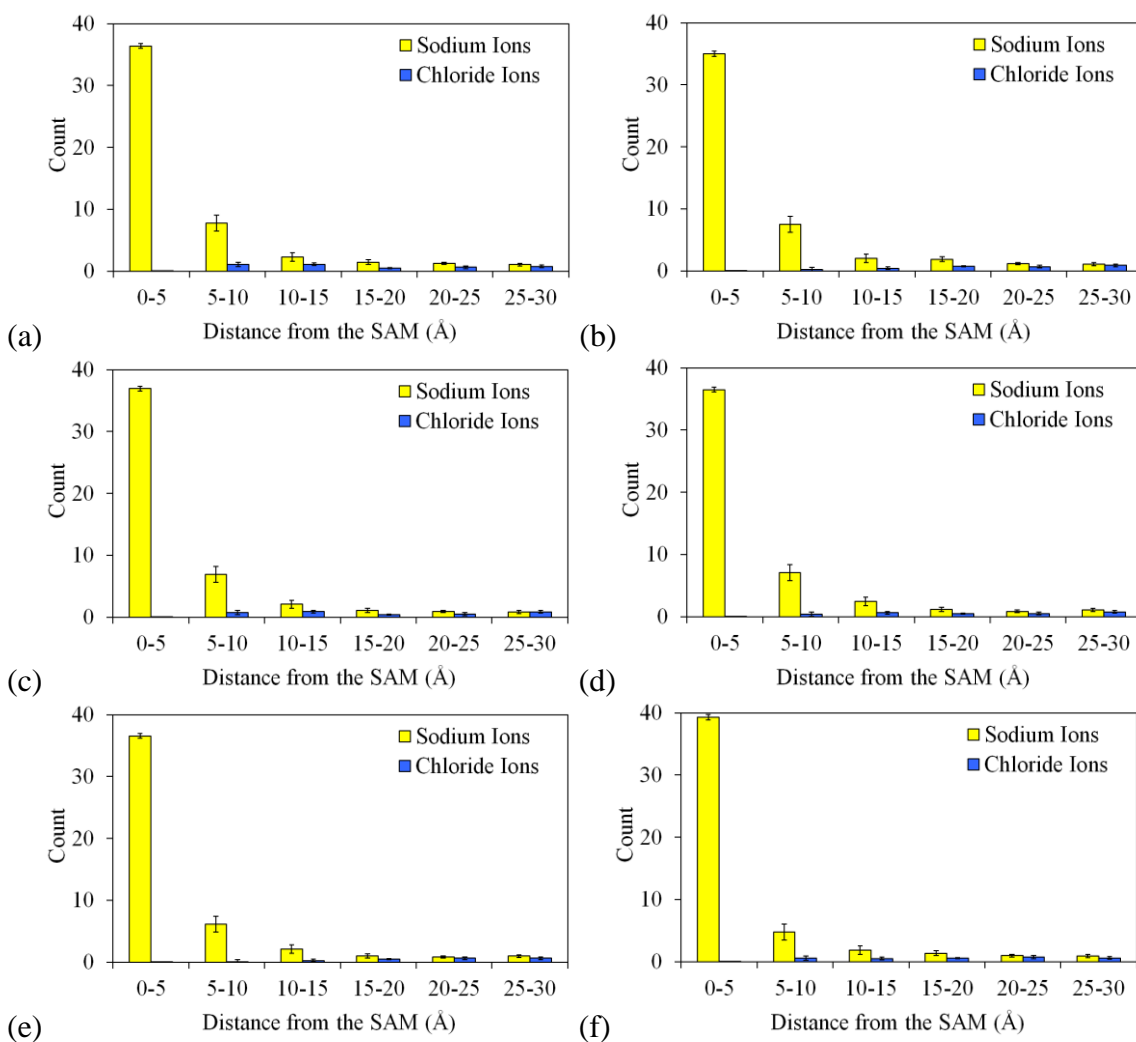 40
30
20
10
0
Count
Sodium Ions
Chloride Ions
0-5 5-10 10-15 15-20 20-25 25-30
Distance from the SAM (Å)
(a)
40
30
20
10
0
Count
Sodium Ions
Chloride Ions
0-5 5-10 10-15 15-20 20-25 25-30
Distance from the SAM (Å)
(b)
40
30
20
10
0
Count
Sodium Ions
Chloride Ions
0-5 5-10 10-15 15-20 20-25 25-30
Distance from the SAM (Å)
(c)
40
30
20
10
0
Count
Sodium Ions
Chloride Ions
0-5 5-10 10-15 15-20 20-25 25-30
Distance from the SAM (Å)
(d)
40
30
20
10
0
Count
Sodium Ions
Chloride Ions
0-5 5-10 10-15 15-20 20-25 25-30
Distance from the SAM (Å)
(e)
40
30
20
10
0
Count
Sodium Ions
Chloride Ions
0-5 5-10 10-15 15-20 20-25 25-30
Distance from the SAM (Å)
(f)